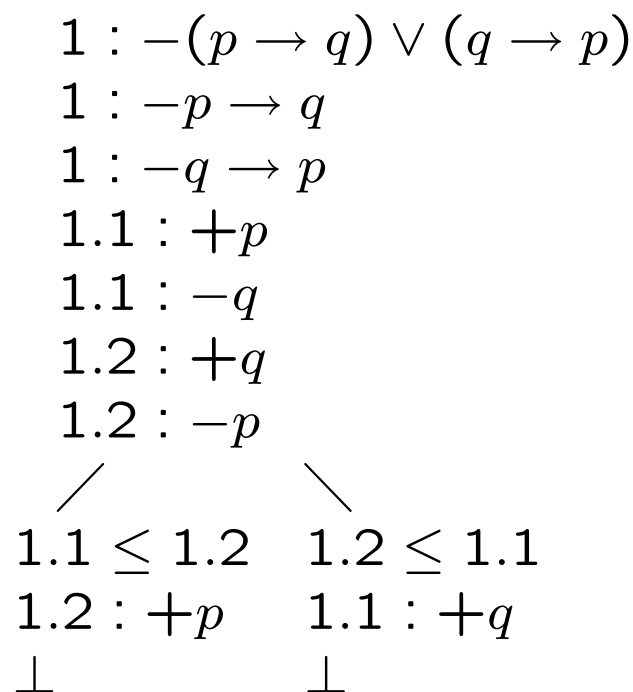 1 : −(p → q) ∨ (q → p)
1 : −p → q
1 : −q → p
1.1 : +p
1.1 : −q
1.2 : +q
1.2 : −p
1.1 ≤ 1.2 1.2 ≤ 1.1
1.2 : +p 1.1 : +q
⊥ ⊥